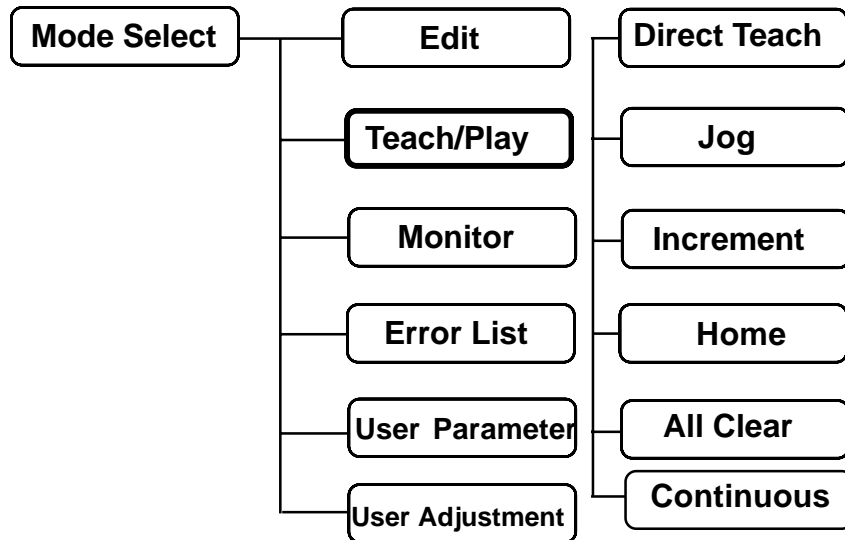 Mode Select
Edit
Teach/Play
Monitor
Error List
User Parameter
User Adjustment
Direct Teach
Jog
Increment
Home
All Clear
Continuous